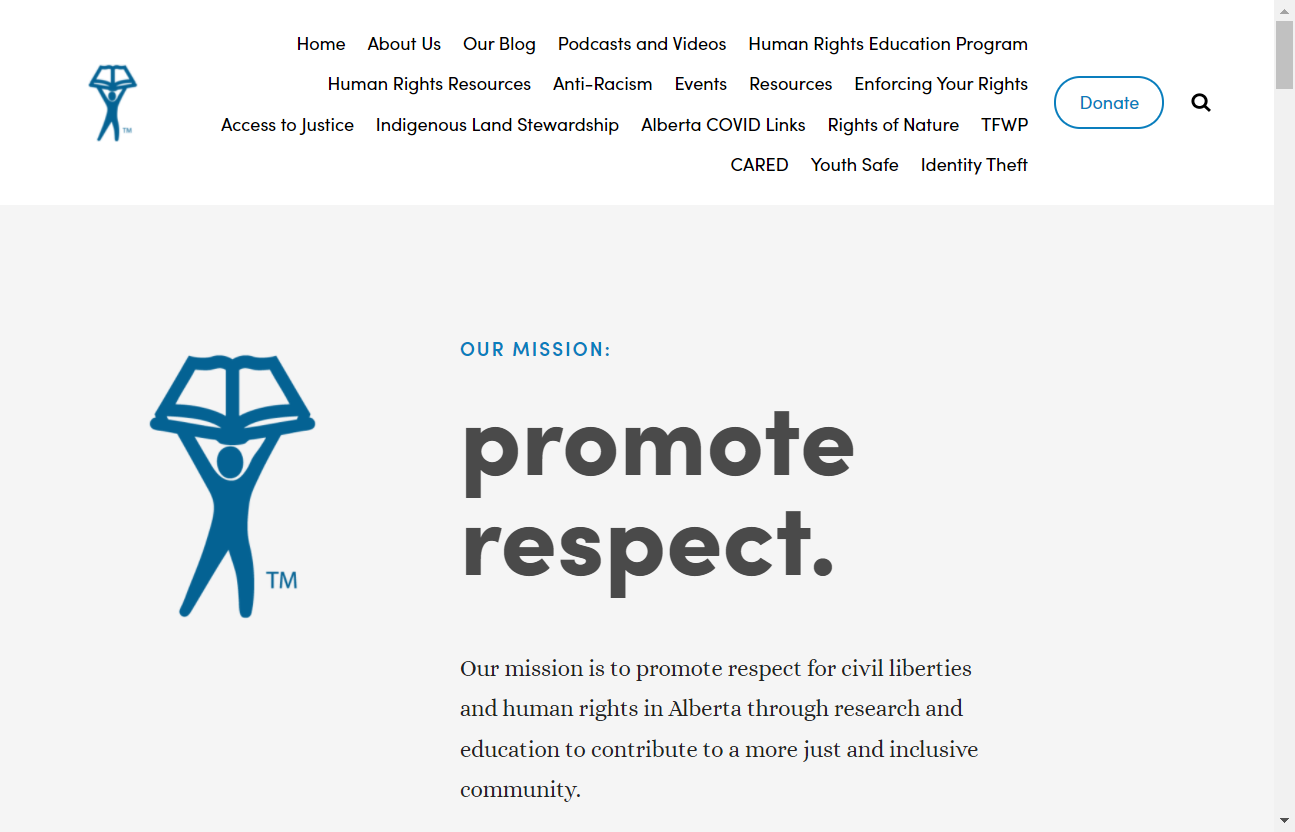 Home About Us Our Blog Podcasts and Videos Human Rights Education Program
Human Rights Resources Anti-Racism Events Resources Enforcing Your Rights
Access to Justice Indigenous Land Stewardship Alberta COVID Links Rights of Nature TFWP
CARED Youth Safe Identity Theft
Donate
TM
OUR MISSION:
promote
respect.
TM
Our mission is to promote respect for civil liberties
and human rights in Alberta through research and
education to contribute to a more just and inclusive
community.